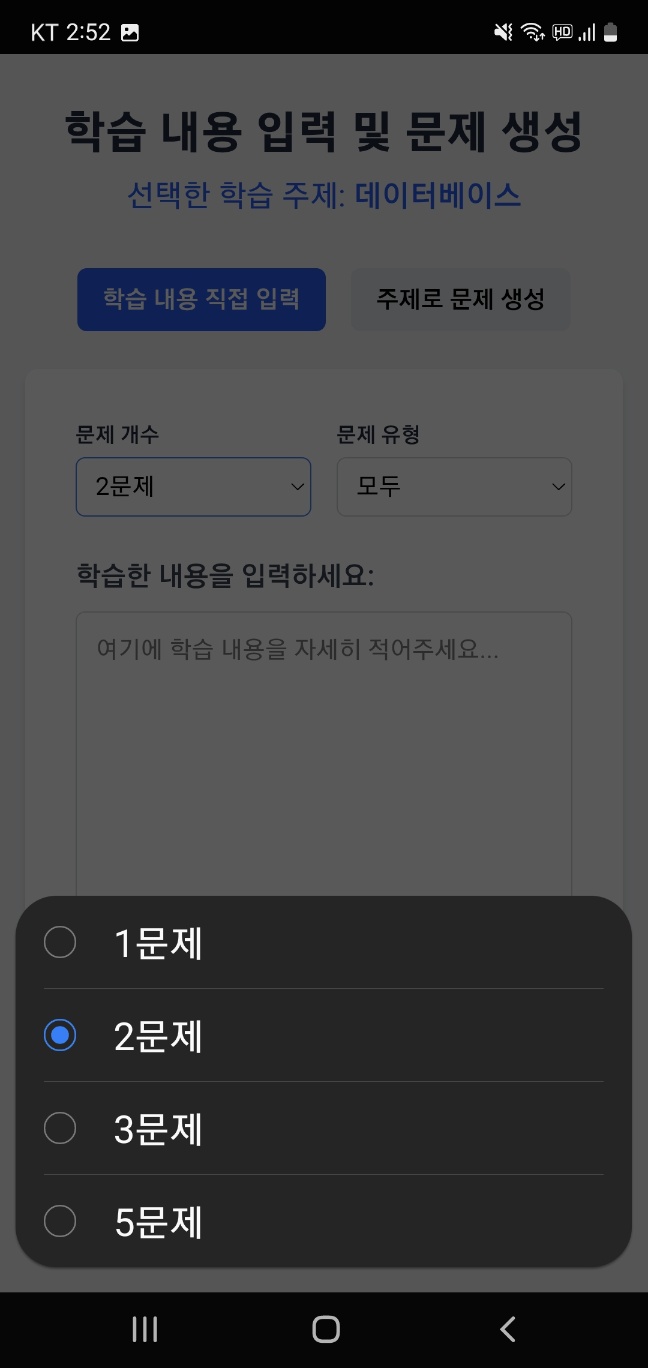 KT 2:52
HD
학습 내용 입력 및 문제 생성
선택한 학습 주제: 데이터베이스
학습 내용 직접 입력 주제로 문제 생성
문제 개수 문제 유형
2문제 모두
학습한 내용을 입력하세요:
여기에 학습 내용을 자세히 적어주세요...
1문제
2문제
3문제
5문제